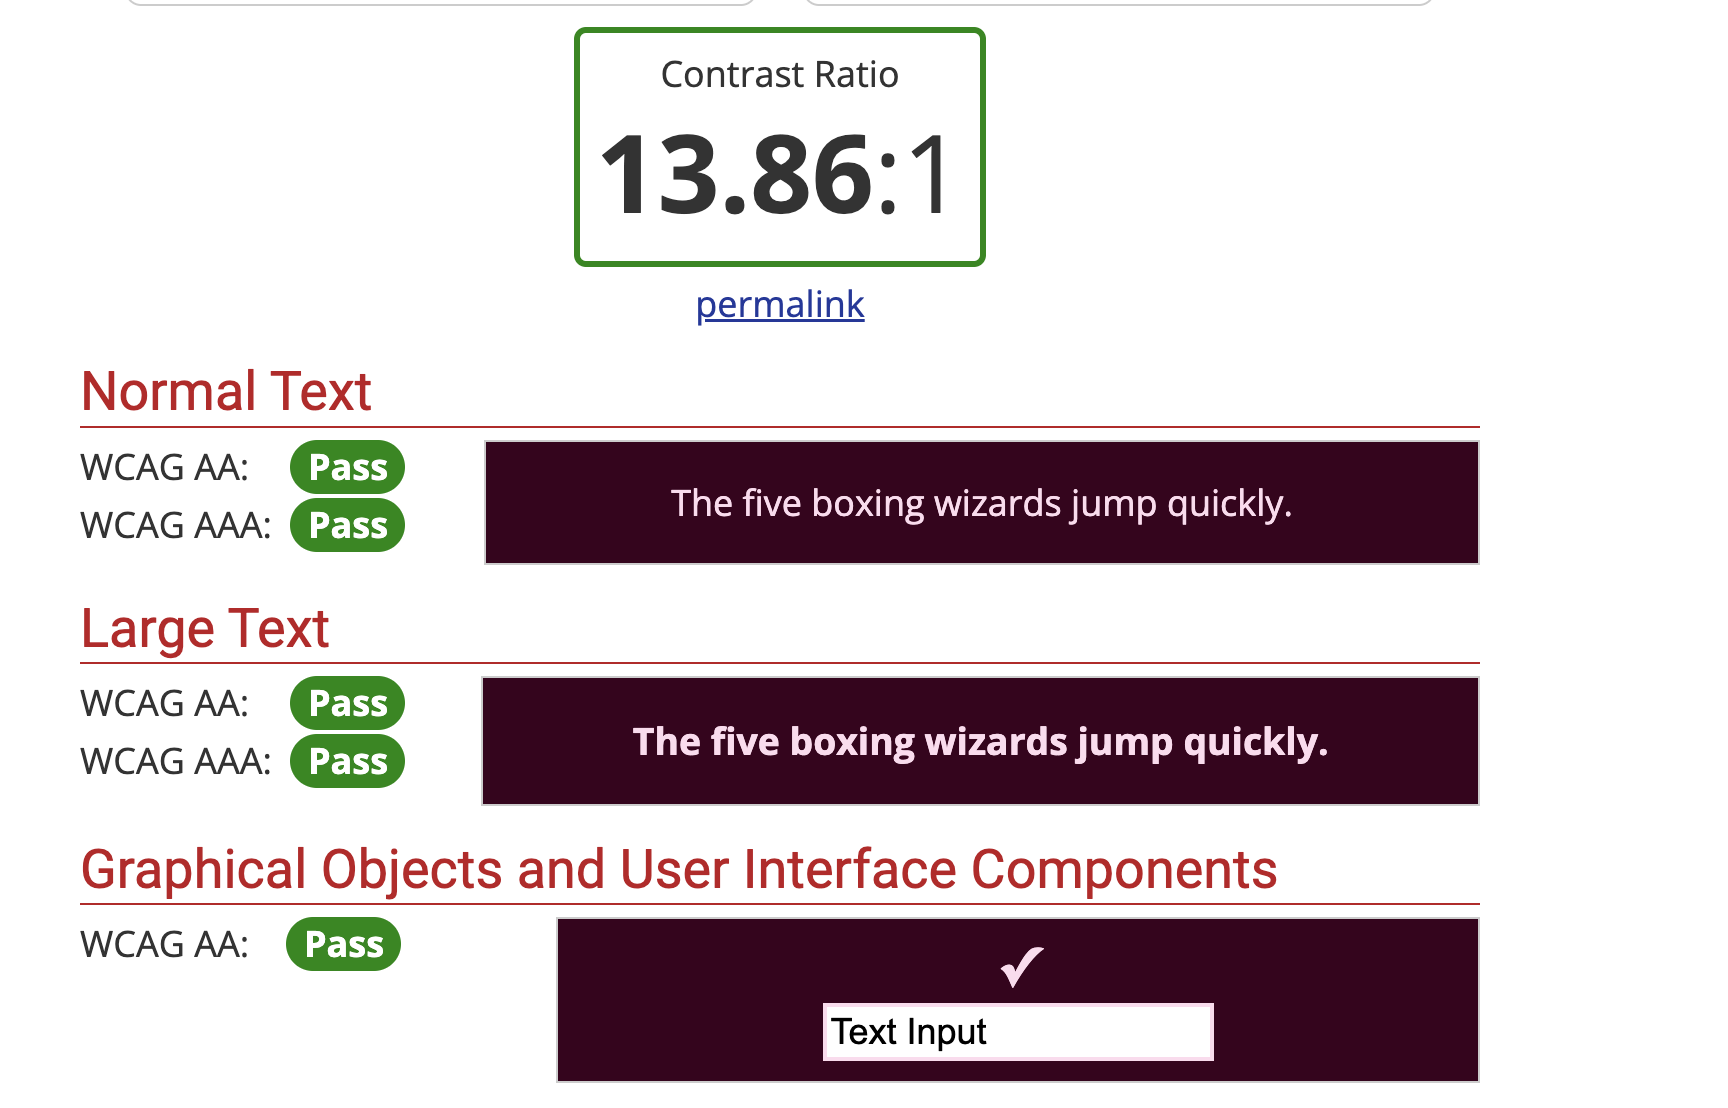 Contrast Ratio
13.86:1
permalink
Normal Text
WCAG AA: Pass
WCAG AAA: Pass
The five boxing wizards jump quickly.
Large Text
WCAG AA: Pass
WCAG AAA: Pass
The five boxing wizards jump quickly.
Graphical Objects and User Interface Components
WCAG AA: Pass
✓
Text Input